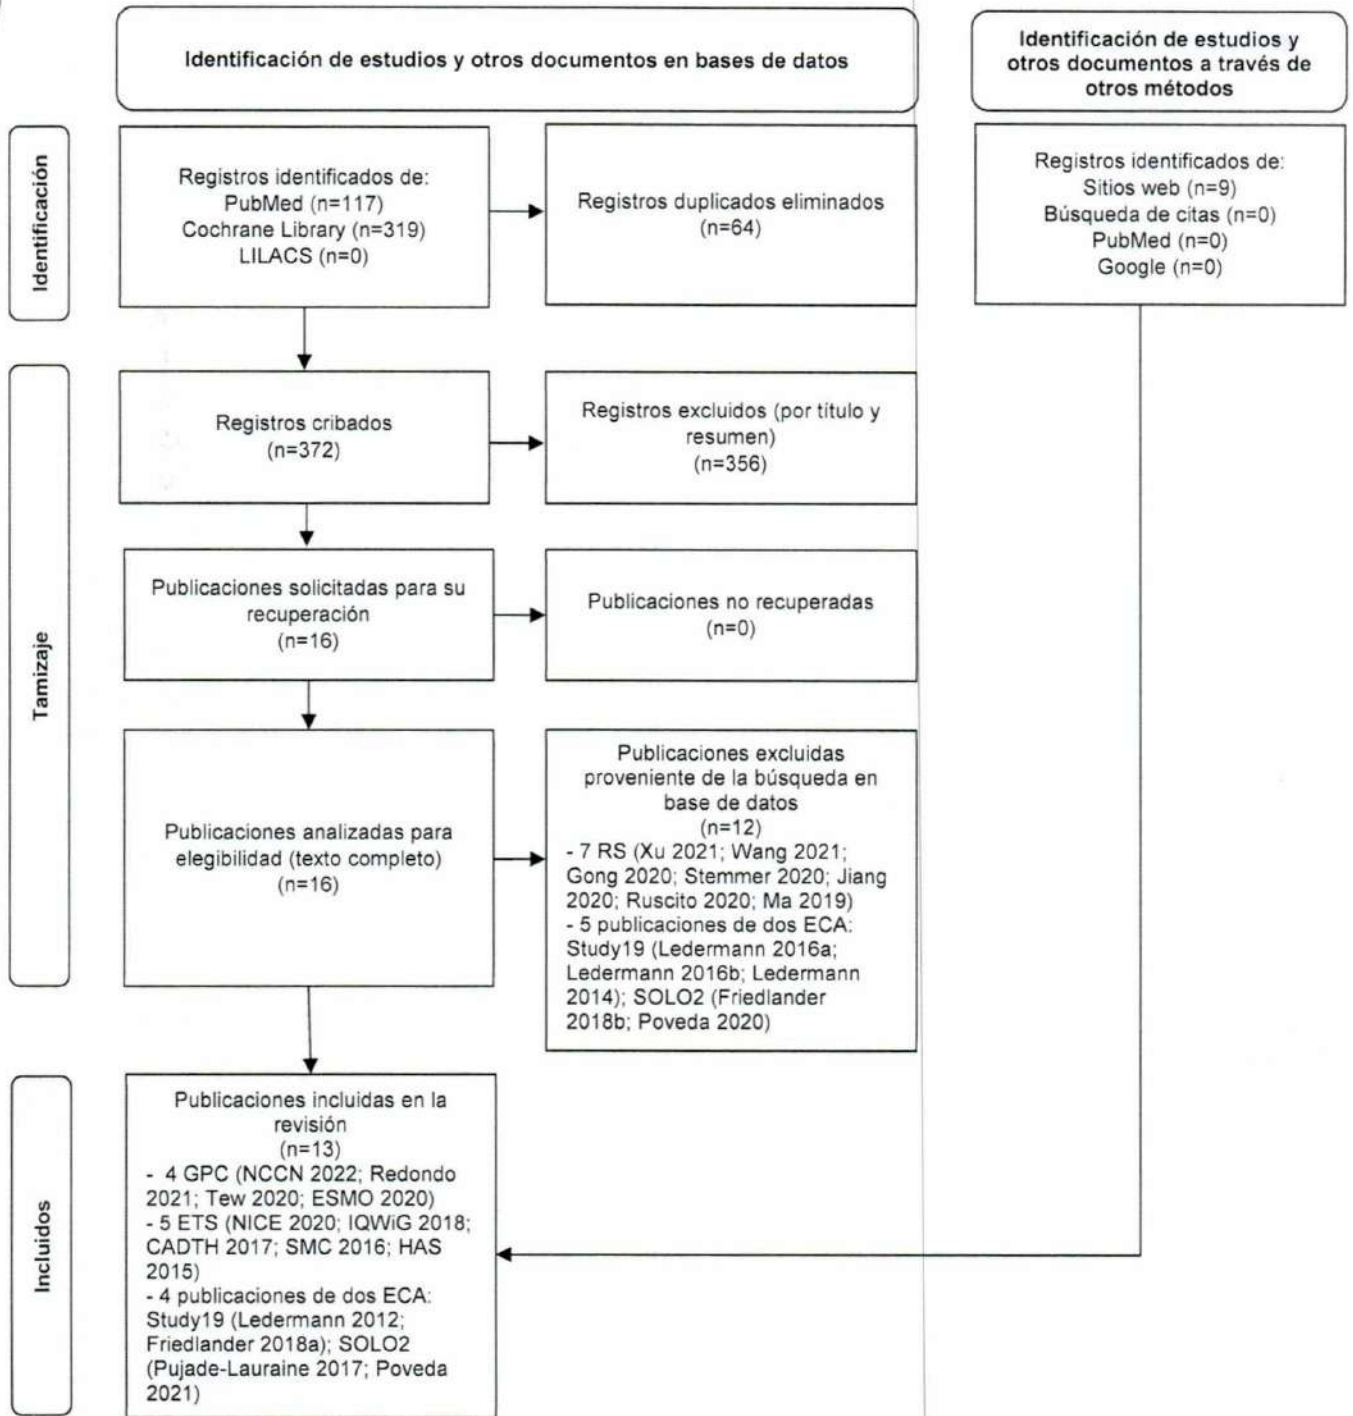 Identificación de estudios y otros documentos en bases de datos
Identificación de estudios y
otros documentos a través de
otros métodos
Identificación
Registros identificados de:
PubMed (n=117)
Cochrane Library (n=319)
LILACS (n=0)
Registros duplicados eliminados
(n=64)
Registros identificados de:
Sitios web (n=9)
Búsqueda de citas (n=0)
PubMed (n=0)
Google (n=0)
Tamizaje
Registros cribados
(n=372)
Registros excluidos (por título y
resumen)
(n=356)
Publicaciones solicitadas para su
recuperación
(n=16)
Publicaciones no recuperadas
(n=0)
Publicaciones analizadas para
elegibilidad (texto completo)
(n=16)
Publicaciones excluidas
proveniente de la búsqueda en
base de datos
(n=12)
- 7 RS (Xu 2021; Wang 2021;
Gong 2020; Stemmer 2020; Jiang
2020; Ruscito 2020; Ma 2019)
- 5 publicaciones de dos ECA:
Study19 (Ledermann 2016a;
Ledermann 2016b; Ledermann
2014); SOLO2 (Friedlander
2018b; Poveda 2020)
Incluidos
Publicaciones incluidas en la
revisión
(n=13)
- 4 GPC (NCCN 2022; Redondo
2021; Tew 2020; ESMO 2020)
- 5 ETS (NICE 2020; IQWiG 2018;
CADTH 2017; SMC 2016; HAS
2015)
- 4 publicaciones de dos ECA:
Study19 (Ledermann 2012;
Friedlander 2018a); SOLO2
(Pujade-Lauraine 2017; Poveda
2021)